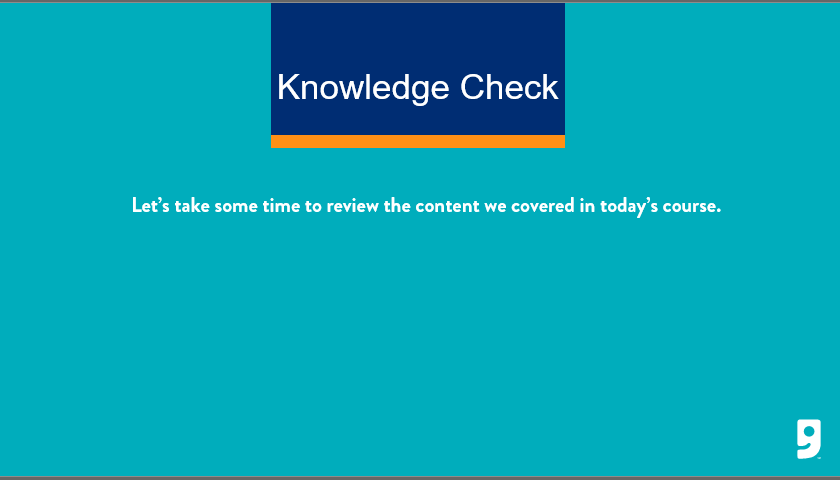 Knowledge Check
Let’s take some time to review the content we covered in today’s course.